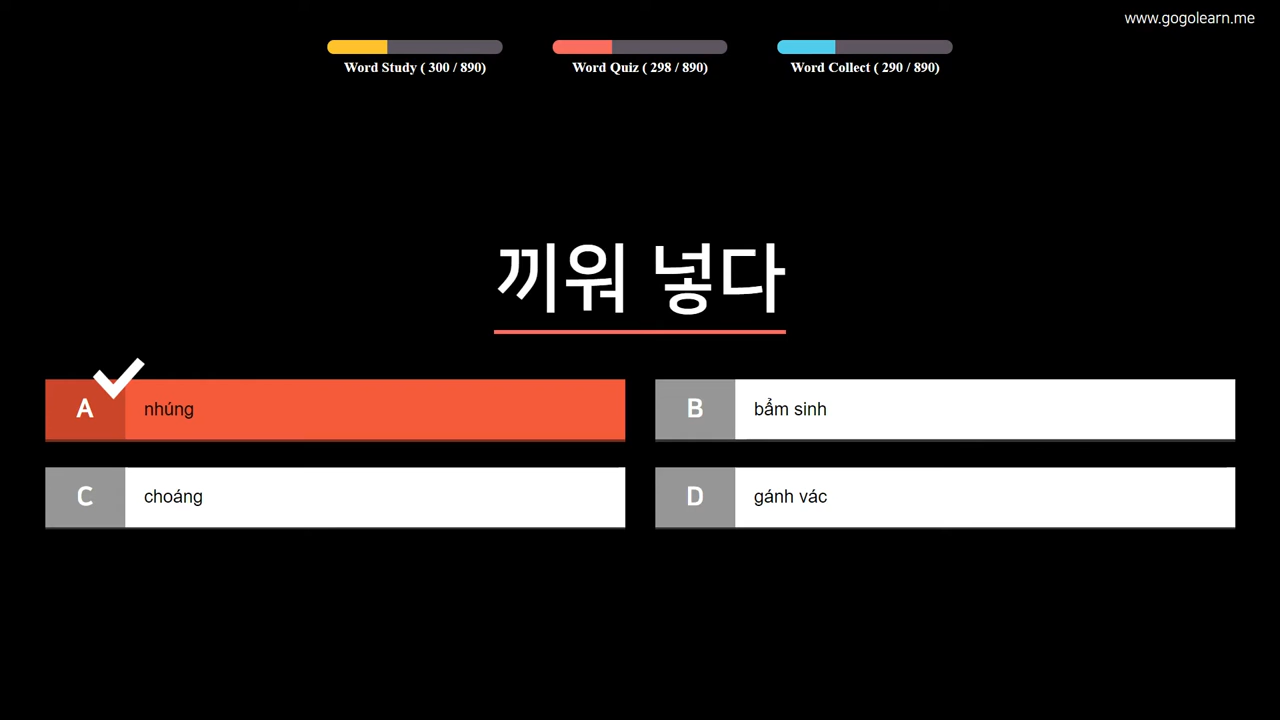 www.gogolearn.me
Word Study ( 300 / 890)
Word Quiz ( 298 / 890)
Word Collect ( 290 / 890)
끼워 넣다
A nhúng
B bẩm sinh
C choáng
D gánh vác